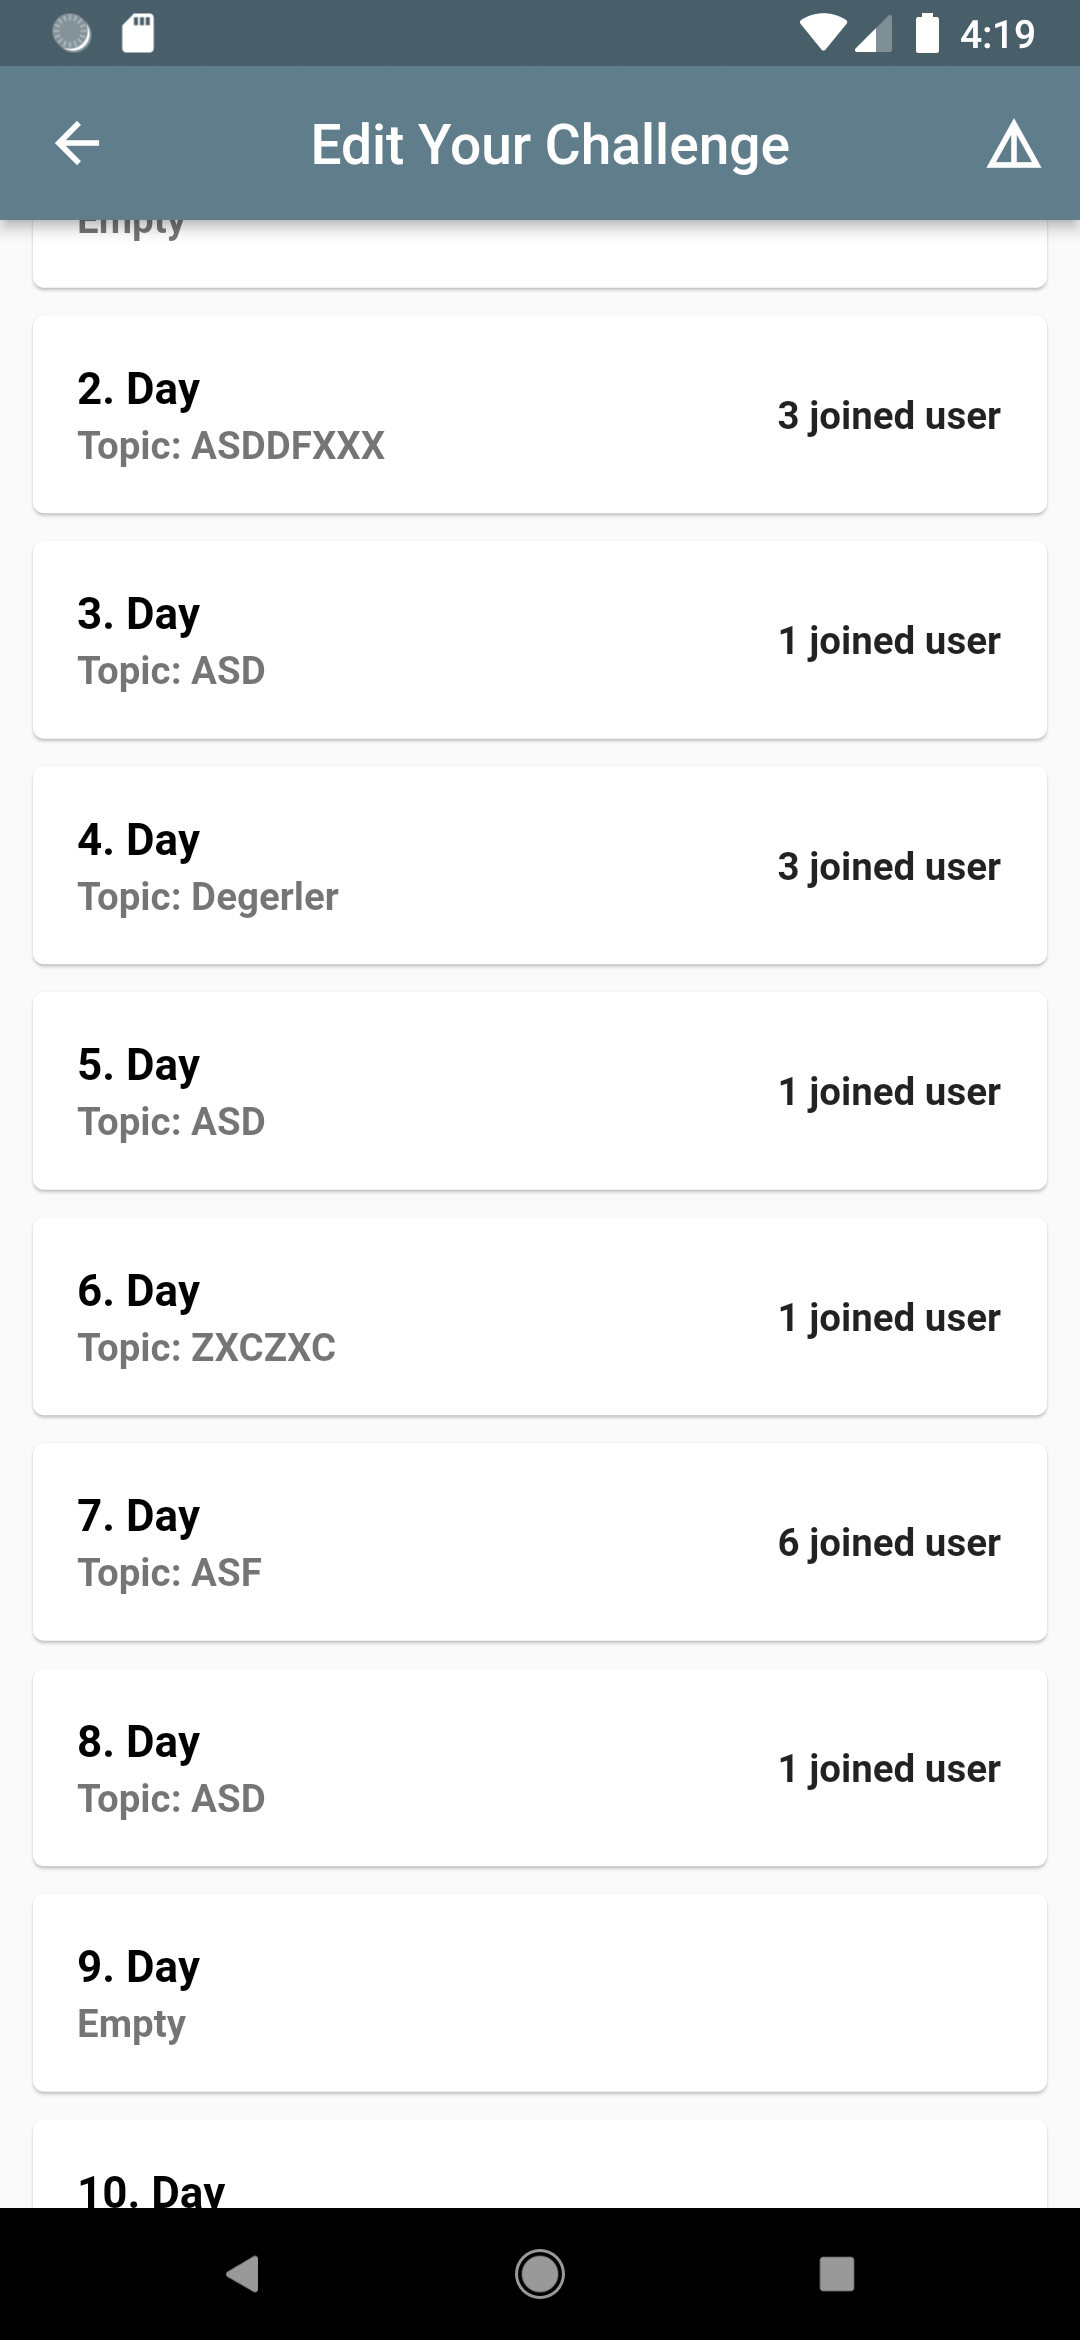 4:19
Edit Your Challenge
Empty
2. Day
Topic: ASDDFXXX
3 joined user
3. Day
Topic: ASD
1 joined user
4. Day
Topic: Degerler
3 joined user
5. Day
Topic: ASD
1 joined user
6. Day
Topic: ZXCZXC
1 joined user
7. Day
Topic: ASF
6 joined user
8. Day
Topic: ASD
1 joined user
9. Day
Empty
10. Day